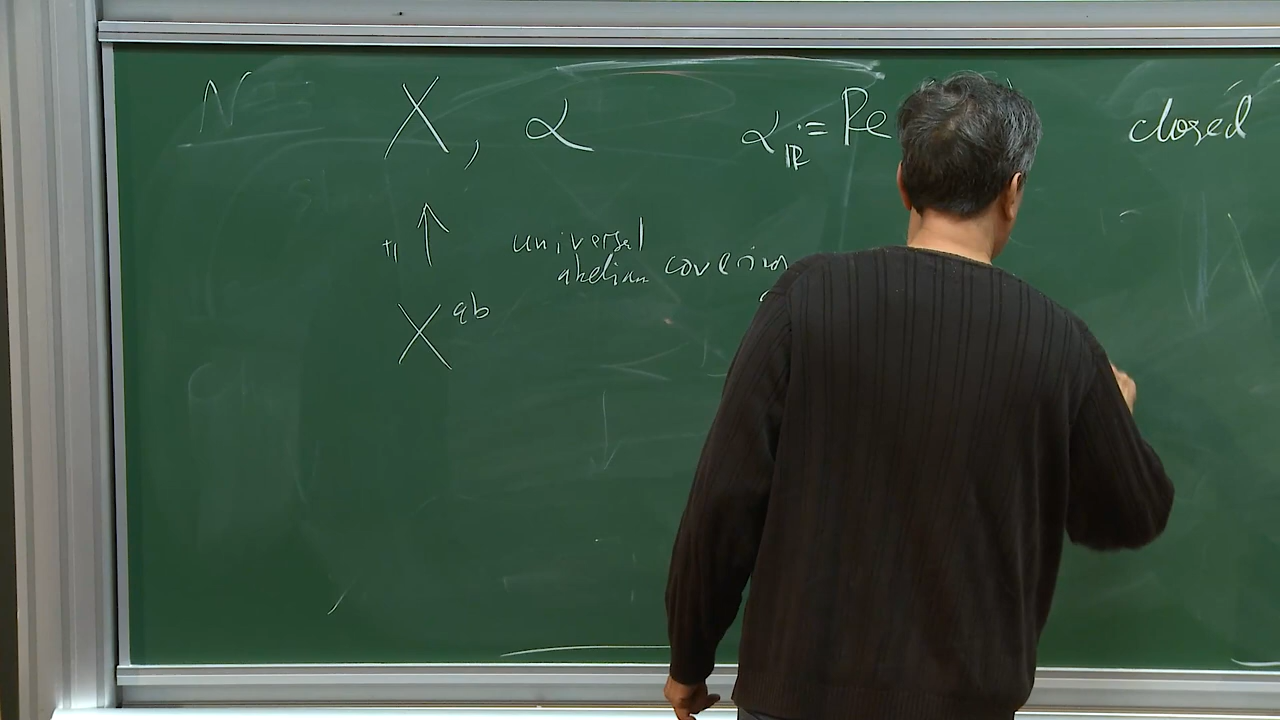 X, α α_ℝ := Re closed
π ↑ universal
abelian covering
X^ab